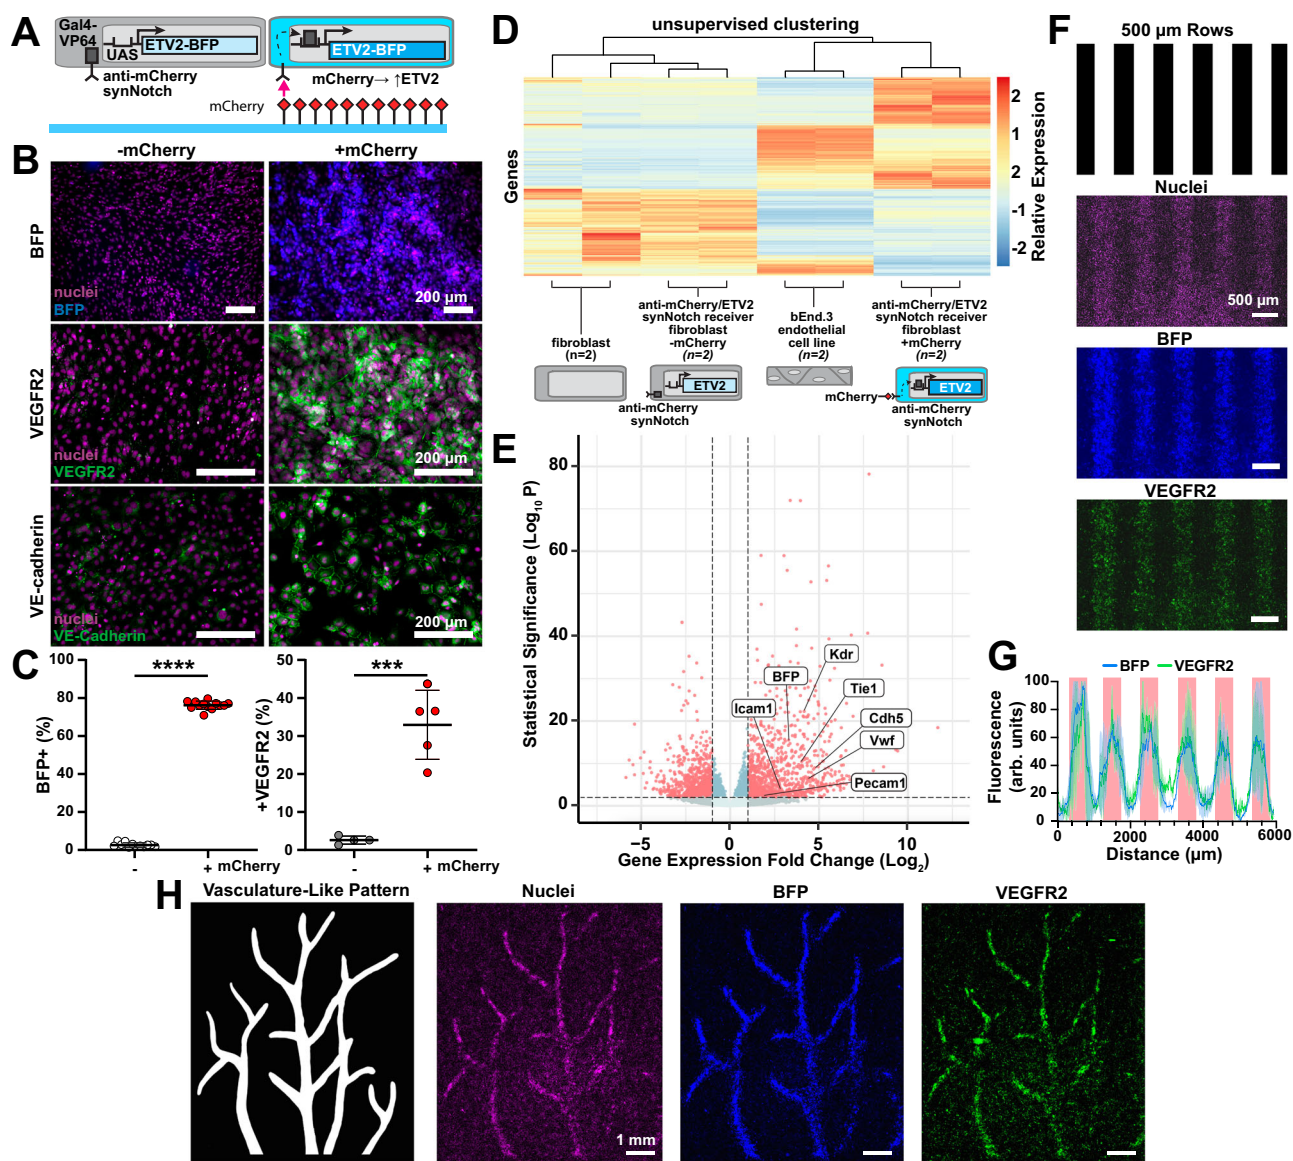 A
Gal4-
VP64
UAS
ETV2-BFP
anti-mCherry
synNotch
ETV2-BFP
mCherry→ ↑ETV2
mCherry
B
-mCherry
+mCherry
BFP
nuclei
BFP
200 µm
VEGFR2
nuclei
VEGFR2
200 µm
VE-cadherin
nuclei
VE-Cadherin
200 µm
C
BFP+ (%)
100
80
60
40
20
0
****
-
+ mCherry
+VEGFR2 (%)
50
40
30
20
10
0
***
-
+ mCherry
D
unsupervised clustering
Genes
2
1
2
-1
-2
Relative Expression
fibroblast
(n=2)
anti-mCherry/ETV2
synNotch receiver
fibroblast
-mCherry
(n=2)
ETV2
anti-mCherry
synNotch
bEnd.3
endothelial
cell line
(n=2)
anti-mCherry/ETV2
synNotch receiver
fibroblast
+mCherry
(n=2)
mCherry
ETV2
anti-mCherry
synNotch
E
Statistical Significance (Log10 P)
80
60
40
20
0
Kdr
BFP
Tie1
Icam1
Cdh5
Vwf
Pecam1
−5
0
5
10
Gene Expression Fold Change (Log2)
F
500 µm Rows
Nuclei
500 µm
BFP
VEGFR2
G
BFP
VEGFR2
Fluorescence
(arb. units)
100
80
60
40
20
0
0
2000
4000
6000
Distance (µm)
H
Vasculature-Like Pattern
Nuclei
1 mm
BFP
VEGFR2